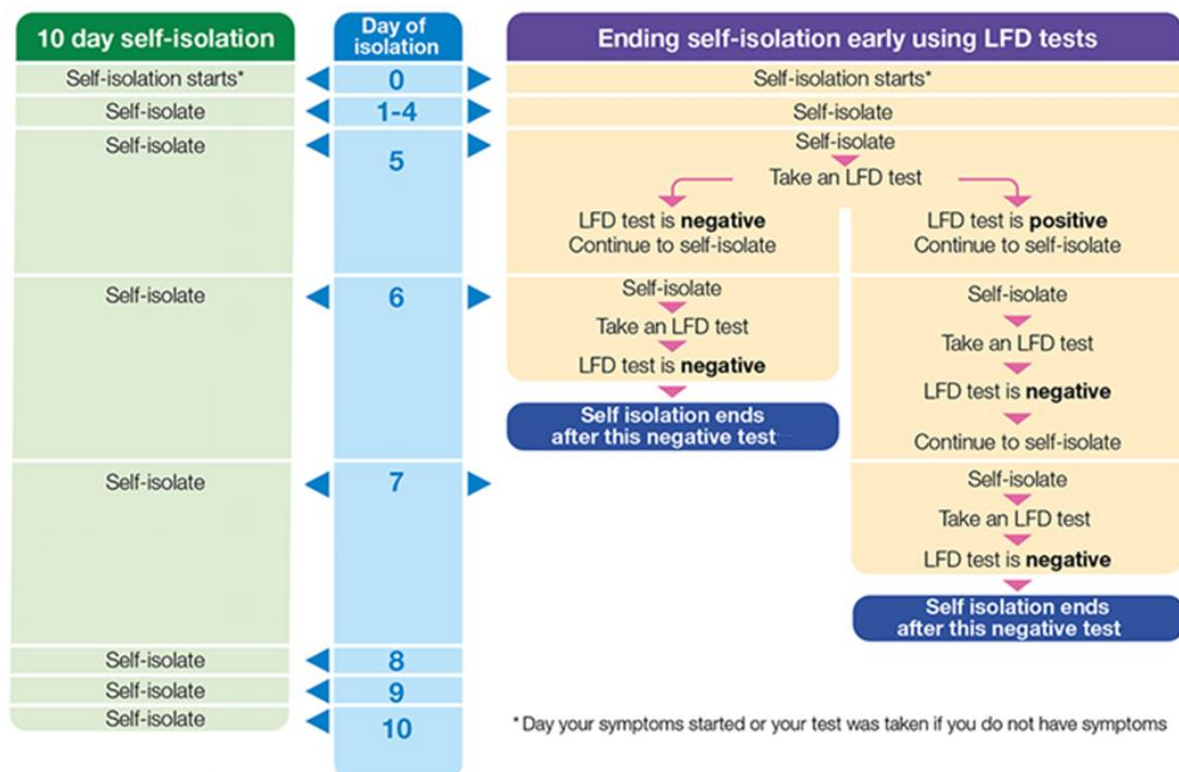 10 day self-isolation
Day of
isolation
Ending self-isolation early using LFD tests
Self-isolation starts*
0
Self-isolation starts*
Self-isolate
1-4
Self-isolate
Self-isolate
5
Self-isolate
Take an LFD test
LFD test is negative
Continue to self-isolate
LFD test is positive
Continue to self-isolate
Self-isolate
6
Self-isolate
Take an LFD test
LFD test is negative
Self isolation ends
after this negative test
Self-isolate
Take an LFD test
LFD test is negative
Continue to self-isolate
Self-isolate
7
Self-isolate
Take an LFD test
LFD test is negative
Self isolation ends
after this negative test
Self-isolate
8
Self-isolate
9
Self-isolate
10
* Day your symptoms started or your test was taken if you do not have symptoms